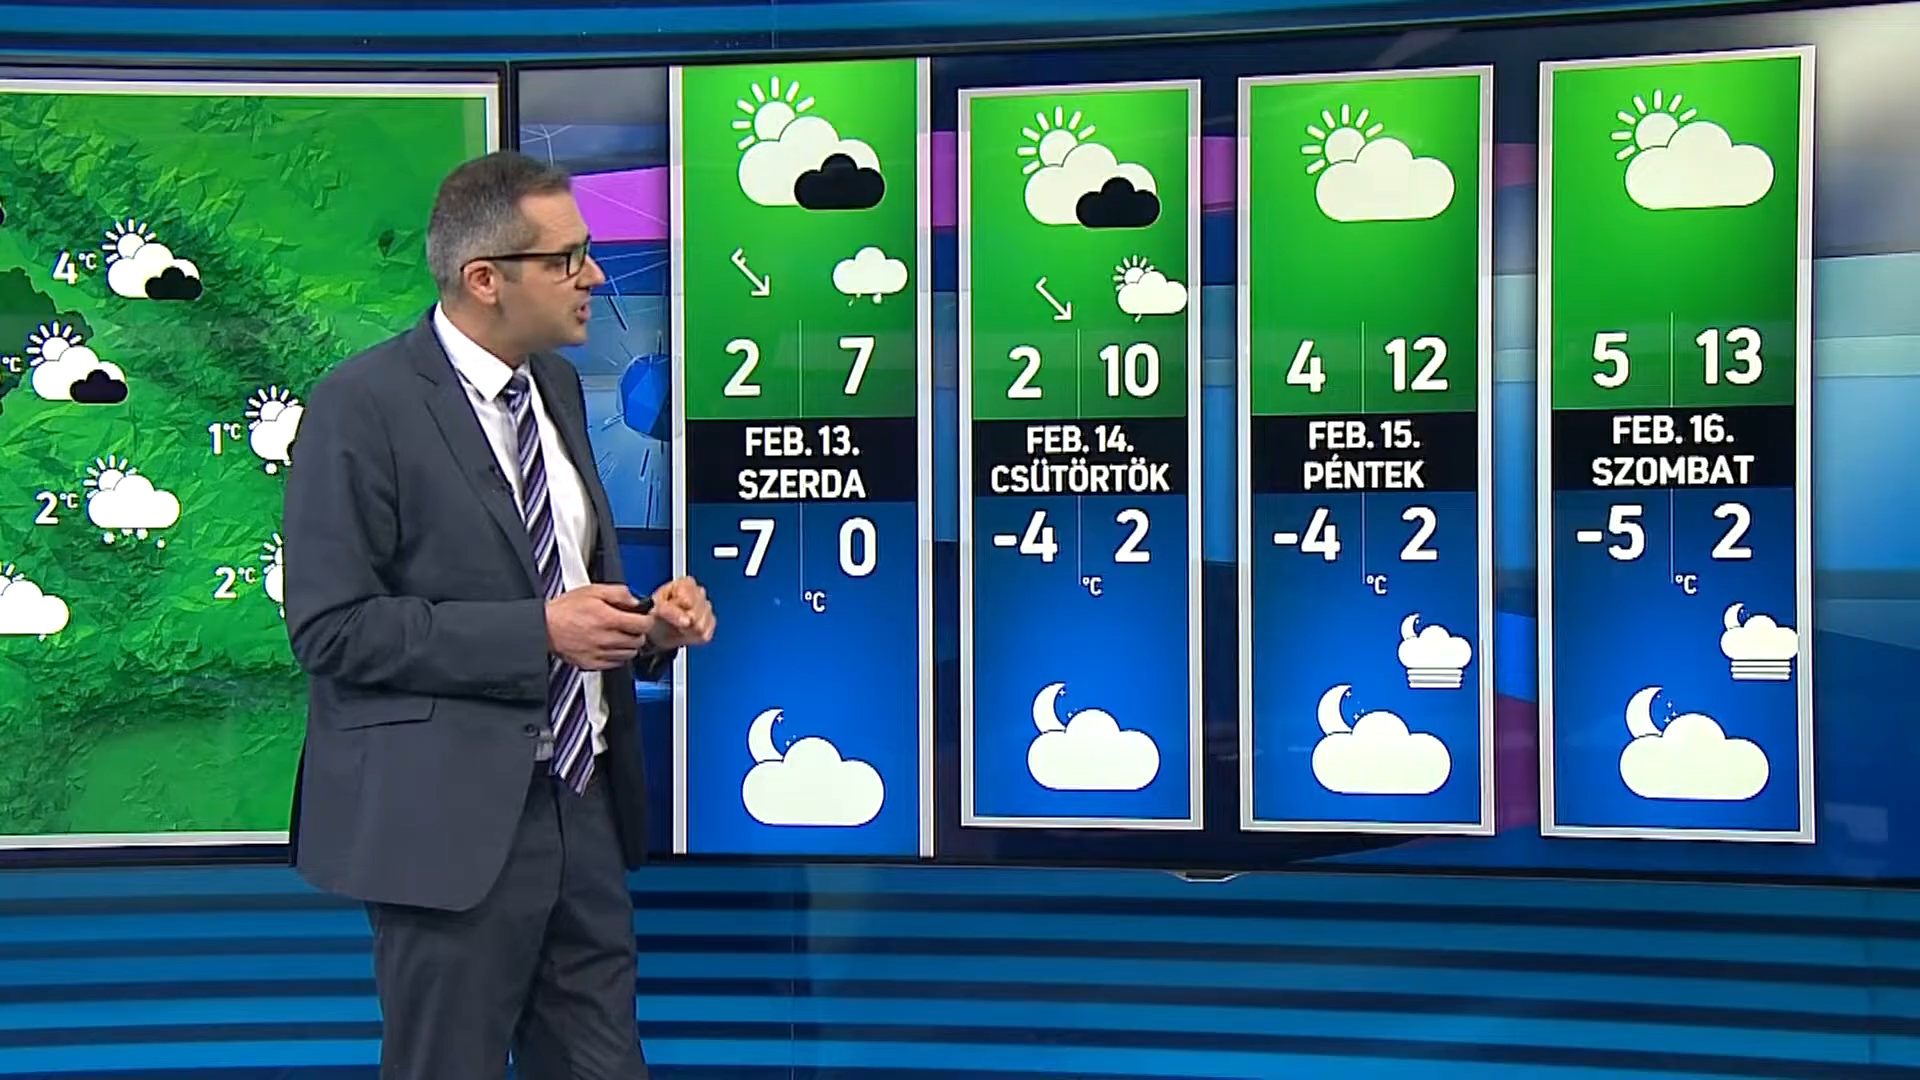 4°C
°C
1°C
2°C
2°C
2 7
FEB. 13.
SZERDA
-7 0
°C
2 10
FEB. 14.
CSÜTÖRTÖK
-4 2
°C
4 12
FEB. 15.
PÉNTEK
-4 2
°C
5 13
FEB. 16.
SZOMBAT
-5 2
°C